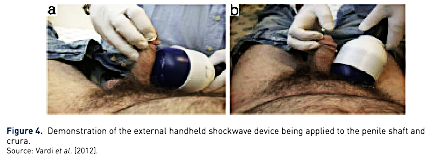 a
b
Figure 4. Demonstration of the external handheld shockwave device being applied to the penile shaft and
crura.
Source: Vardi et al. [2012].